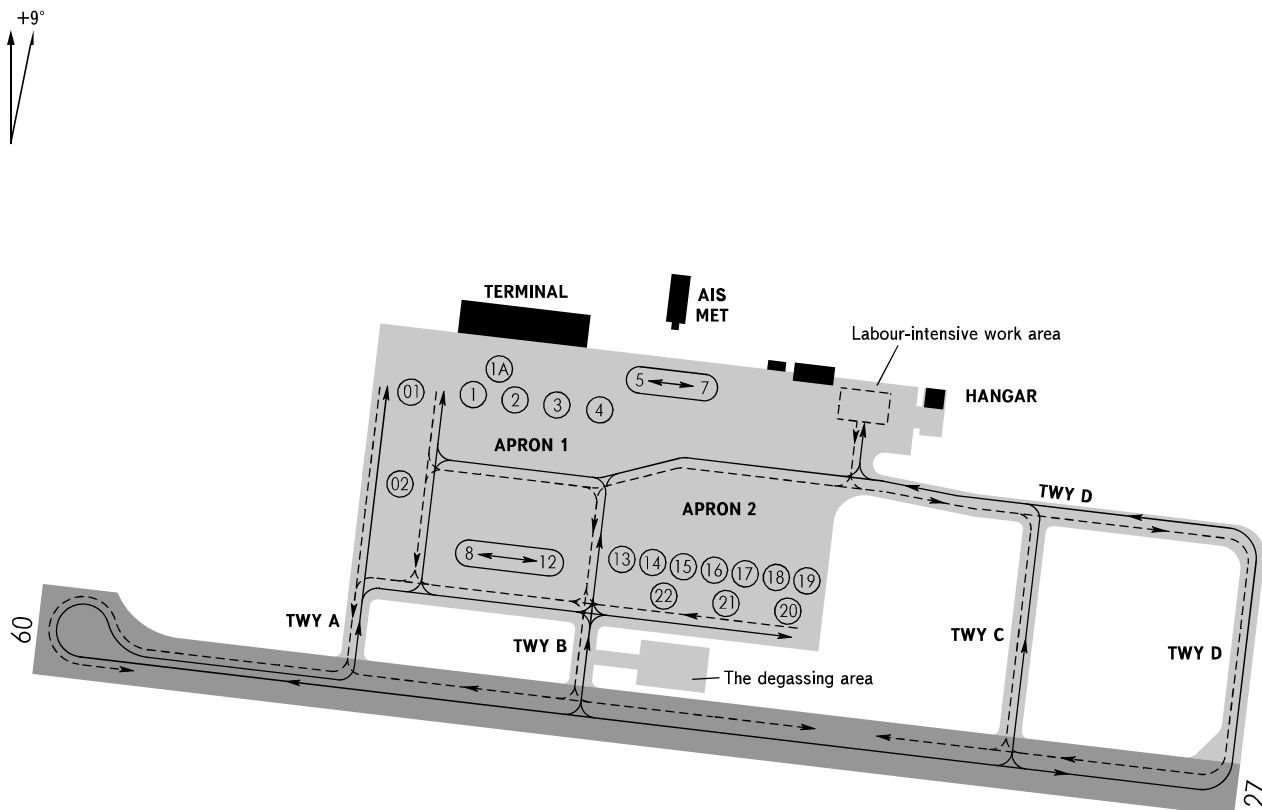 +9°
TERMINAL
AIS
MET
Labour-intensive work area
HANGAR
1A
01
1
2
3
4
5
7
APRON 1
02
APRON 2
TWY D
8
12
13
14
15
16
17
18
19
22
21
20
09
TWY A
TWY B
TWY C
TWY D
The degassing area
27